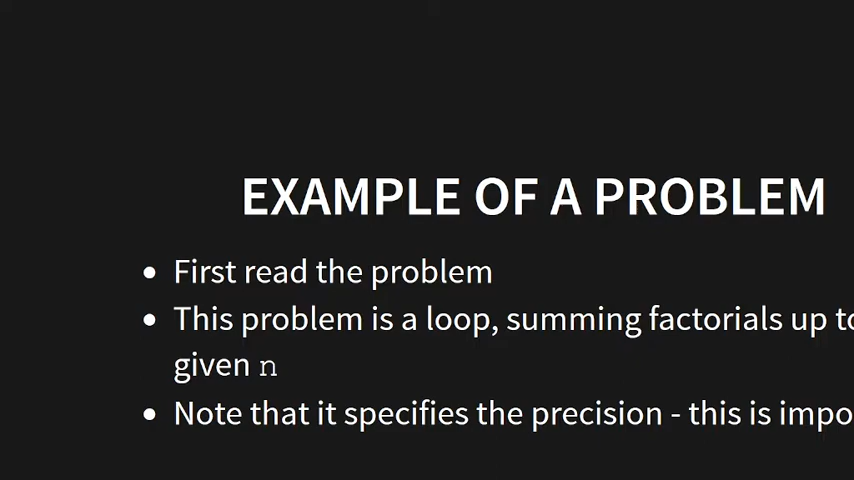 EXAMPLE OF A PROBLEM
• First read the problem
• This problem is a loop, summing factorials up to
given n
• Note that it specifies the precision - this is impo